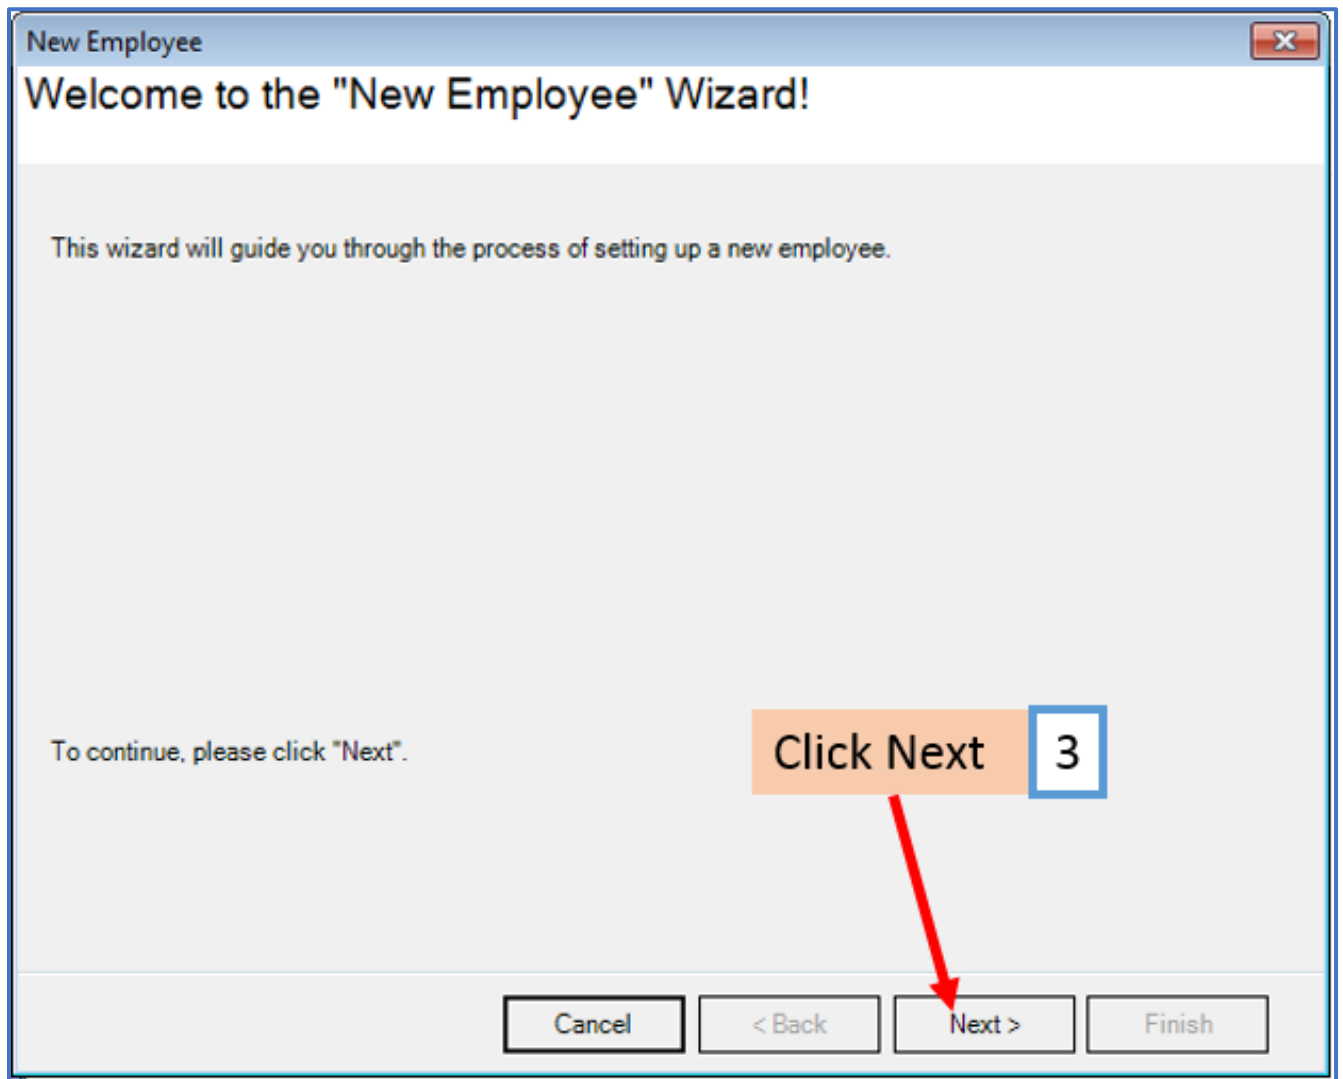 New Employee
Welcome to the "New Employee" Wizard!
This wizard will guide you through the process of setting up a new employee.
To continue, please click "Next".
Click Next 3
Cancel < Back Next > Finish